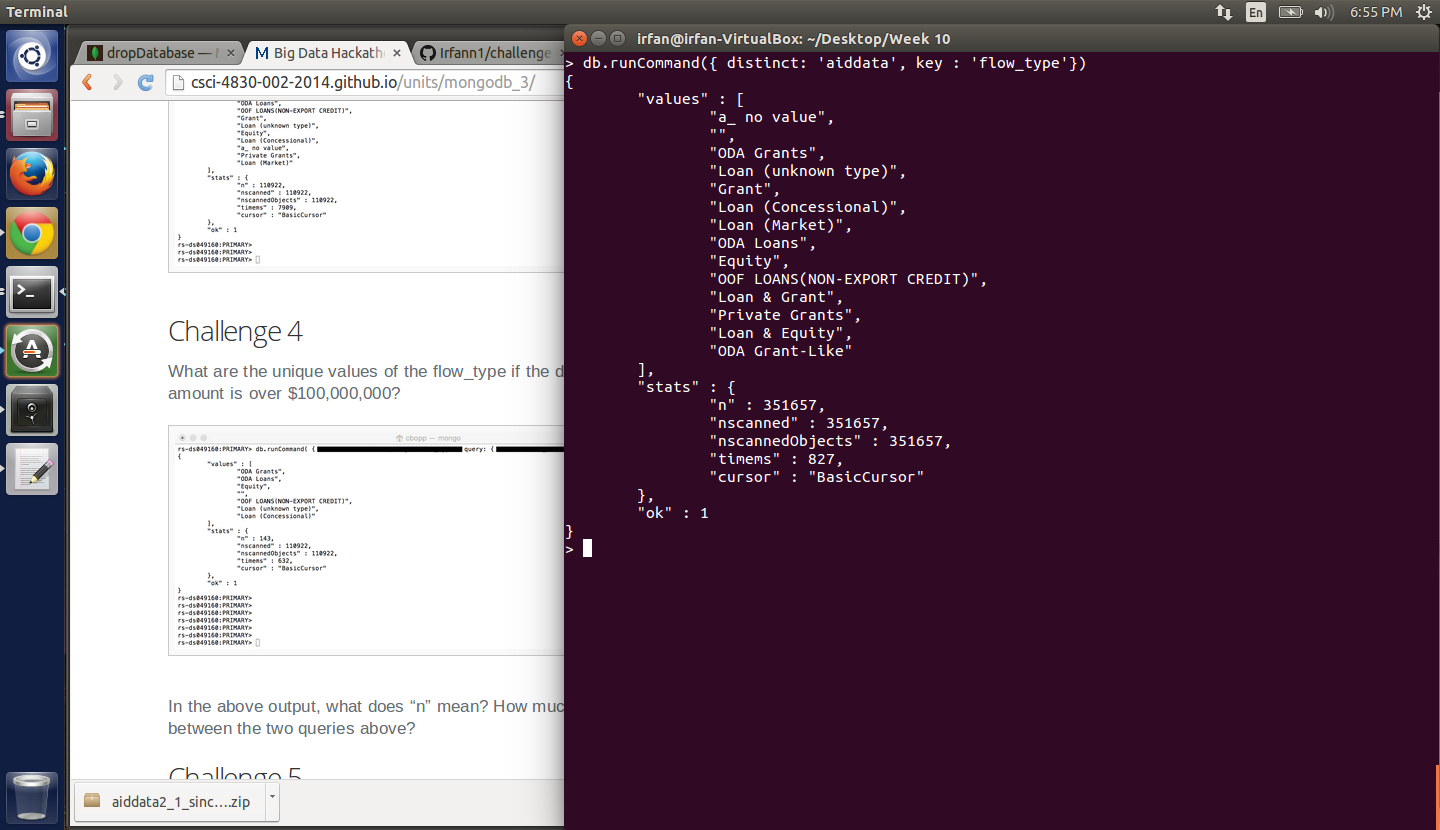 Terminal
En
6:55 PM
dropDatabase —
Big Data Hackath
Irfann1/challenge
csci-4830-002-2014.github.io/units/mongodb_3/
"ODA Loans",
"OOF LOANS(NON-EXPORT CREDIT)",
"Grant",
"Loan (unknown type)",
"Equity",
"Loan (Concessional)",
"a_ no value",
"Private Grants",
"Loan (Market)"
],
"stats" : {
"n" : 110922,
"nscanned" : 110922,
"nscannedObjects" : 110922,
"timems" : 7909,
"cursor" : "BasicCursor"
},
"ok" : 1
}
rs-ds049160:PRIMARY>
rs-ds049160:PRIMARY>
rs-ds049160:PRIMARY>
Challenge 4
What are the unique values of the flow_type if the d
amount is over $100,000,000?
cbopp — mongo
rs-ds049160:PRIMARY> db.runCommand( { query: {
{
"values" : [
"ODA Grants",
"ODA Loans",
"Equity",
"",
"OOF LOANS(NON-EXPORT CREDIT)",
"Loan (unknown type)",
"Loan (Concessional)"
],
"stats" : {
"n" : 143,
"nscanned" : 110922,
"nscannedObjects" : 110922,
"timems" : 632,
"cursor" : "BasicCursor"
},
"ok" : 1
}
rs-ds049160:PRIMARY>
rs-ds049160:PRIMARY>
rs-ds049160:PRIMARY>
rs-ds049160:PRIMARY>
rs-ds049160:PRIMARY>
rs-ds049160:PRIMARY>
rs-ds049160:PRIMARY>
In the above output, what does “n” mean? How muc
between the two queries above?
Challenge 5
aiddata2_1_sinc....zip
irfan@irfan-VirtualBox: ~/Desktop/Week 10
> db.runCommand({ distinct: 'aiddata', key : 'flow_type'})
{
"values" : [
"a_ no value",
"",
"ODA Grants",
"Loan (unknown type)",
"Grant",
"Loan (Concessional)",
"Loan (Market)",
"ODA Loans",
"Equity",
"OOF LOANS(NON-EXPORT CREDIT)",
"Loan & Grant",
"Private Grants",
"Loan & Equity",
"ODA Grant-Like"
],
"stats" : {
"n" : 351657,
"nscanned" : 351657,
"nscannedObjects" : 351657,
"timems" : 827,
"cursor" : "BasicCursor"
},
"ok" : 1
}
>